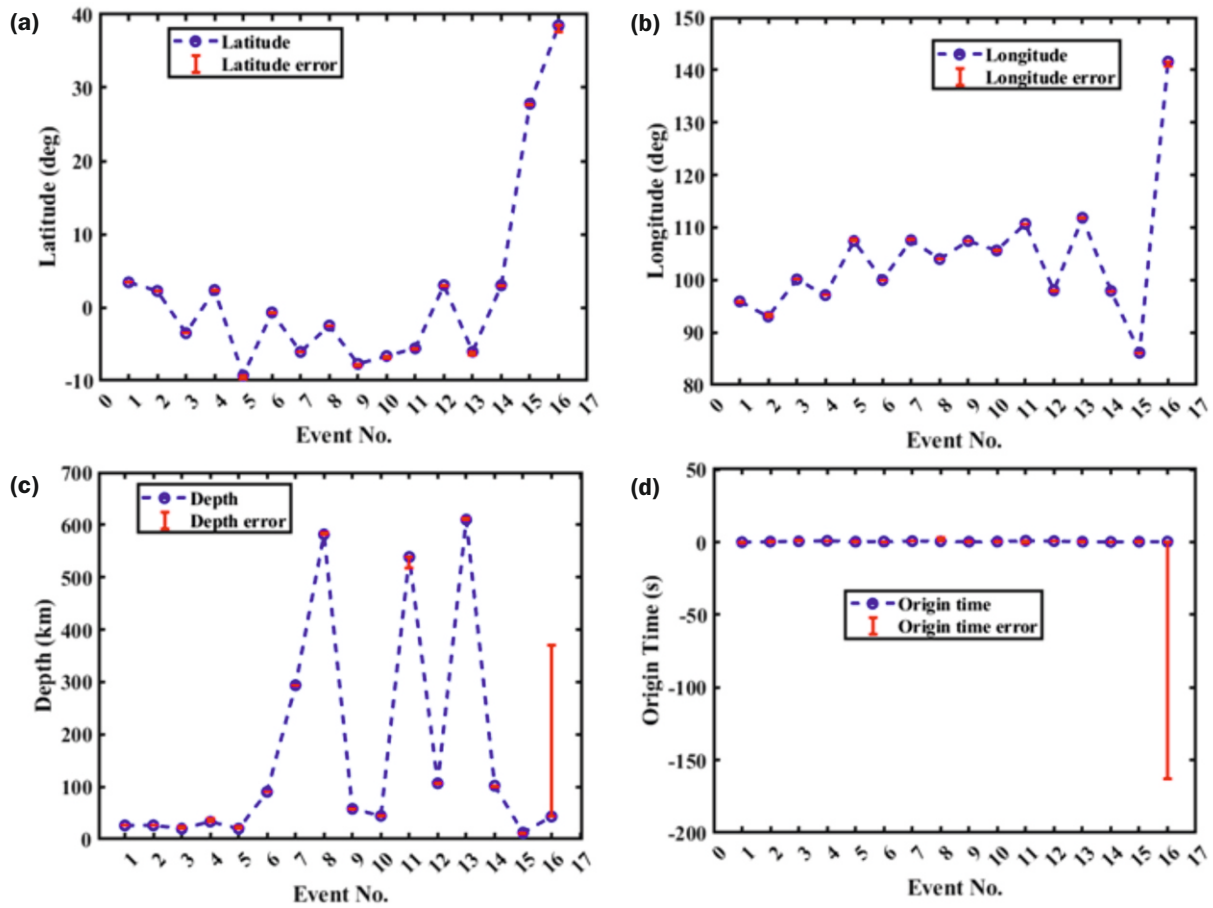 (a)
Latitude
Latitude error
Latitude (deg)
40
30
20
10
0
-10
0 1 2 3 4 5 6 7 8 9 10 11 12 13 14 15 16 17
Event No.
(b)
Longitude
Longitude error
Longitude (deg)
150
140
130
120
110
100
90
80
0 1 2 3 4 5 6 7 8 9 10 11 12 13 14 15 16 17
Event No.
(c)
Depth
Depth error
Depth (km)
700
600
500
400
300
200
100
0
1 2 3 4 5 6 7 8 9 10 11 12 13 14 15 16 17
Event No.
(d)
Origin time
Origin time error
Origin Time (s)
50
0
-50
-100
-150
-200
0 1 2 3 4 5 6 7 8 9 10 11 12 13 14 15 16 17
Event No.